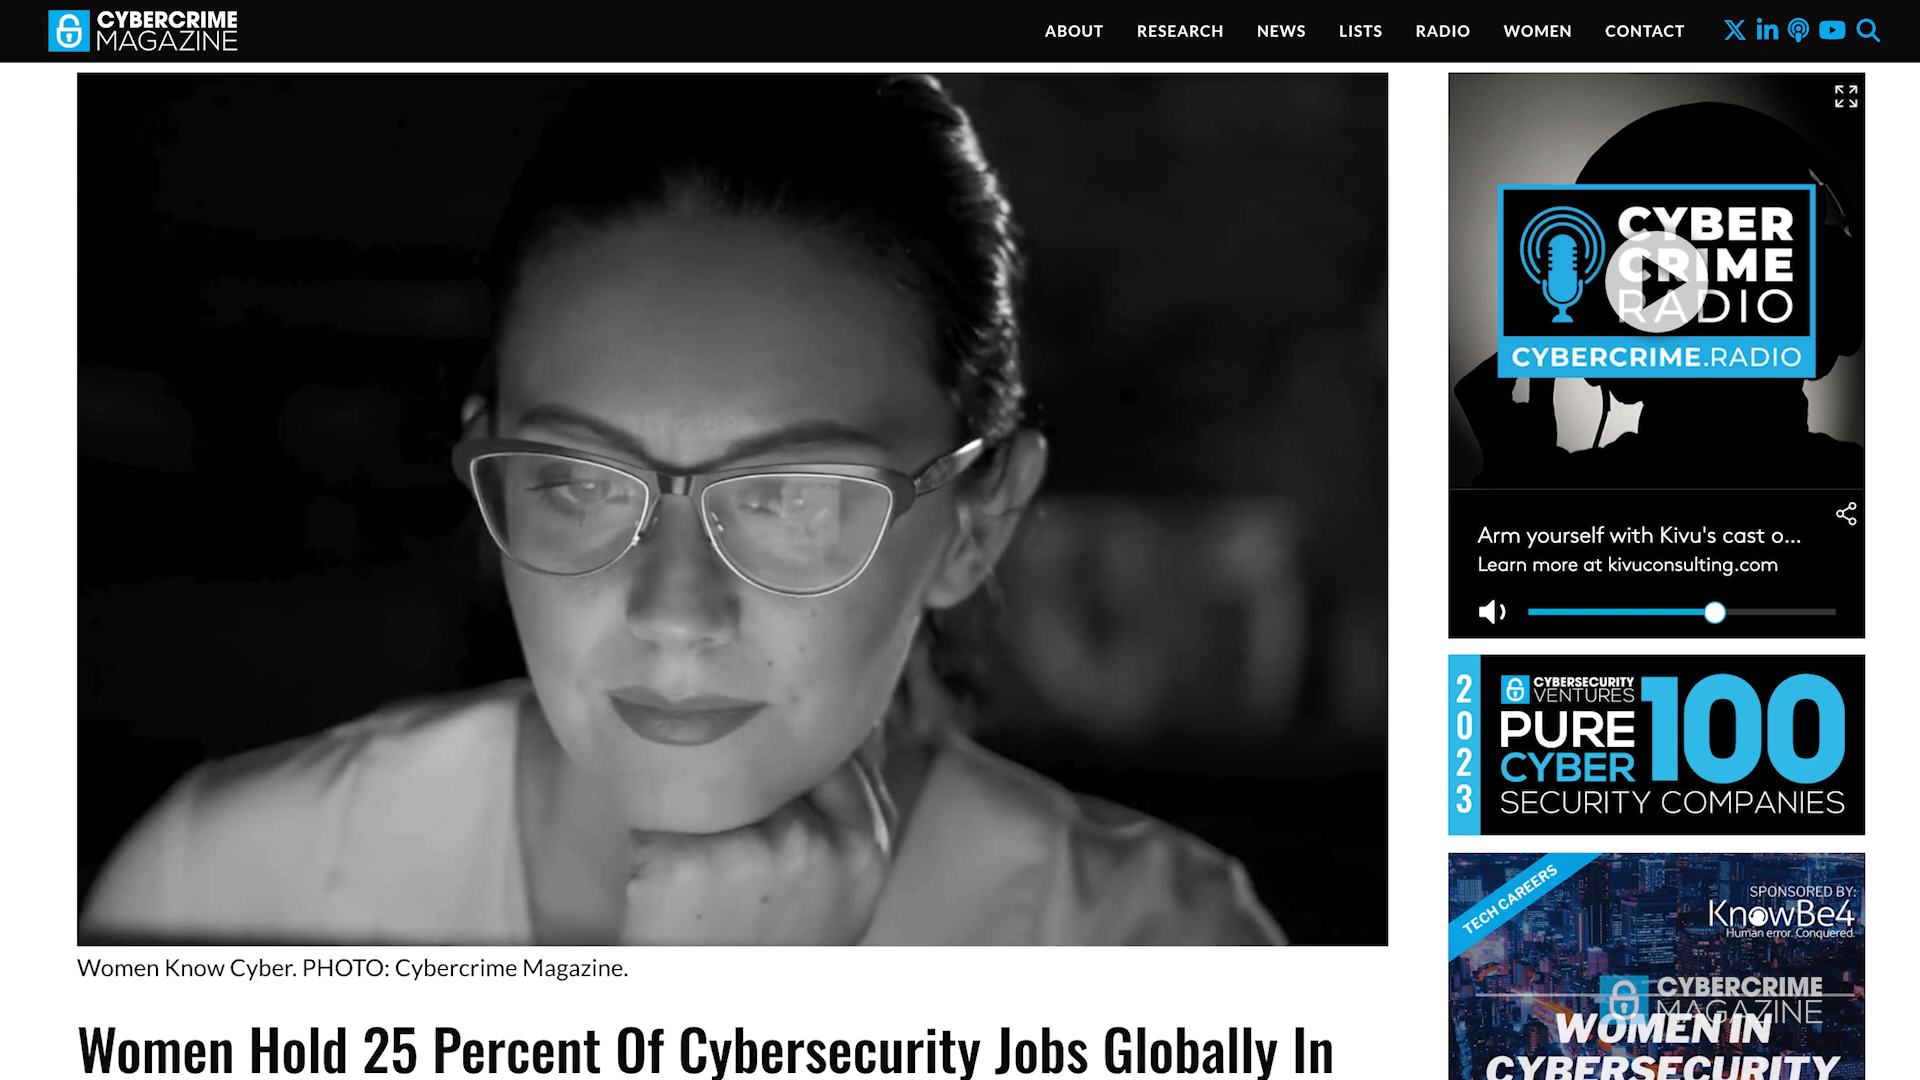 CYBERCRIME
MAGAZINE
ABOUT RESEARCH NEWS LISTS RADIO WOMEN CONTACT
Women Know Cyber. PHOTO: Cybercrime Magazine.
Women Hold 25 Percent Of Cybersecurity Jobs Globally In
CYBER
CRIME
RADIO
CYBERCRIME.RADIO
Arm yourself with Kivu's cast o...
Learn more at kivuconsulting.com
2023
CYBERSECURITY
VENTURES
PURE
CYBER
100
SECURITY COMPANIES
TECH CAREERS
SPONSORED BY:
KnowBe4
Human error. Conquered.
CYBERCRIME
MAGAZINE
WOMEN IN
CYBERSECURITY